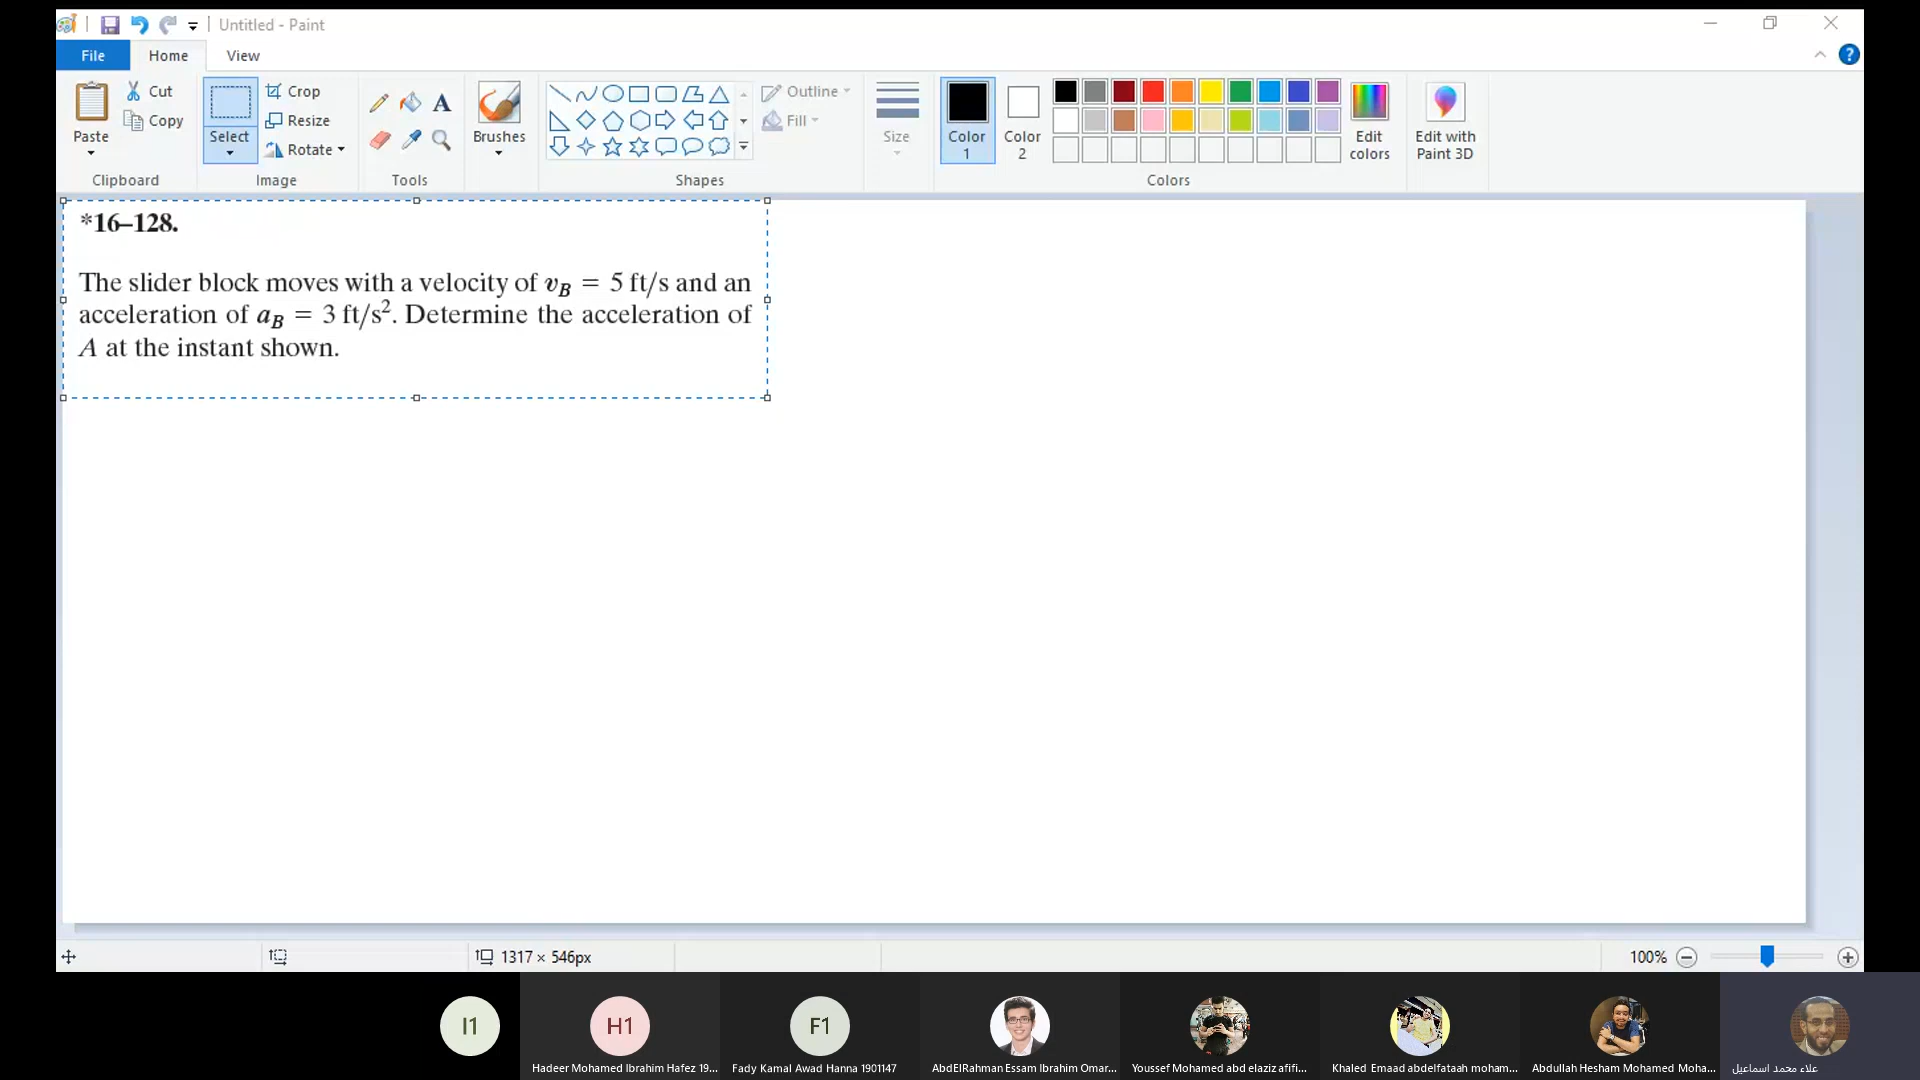 Untitled - Paint
File
Home
View
Paste
Cut
Copy
Clipboard
Select
Crop
Resize
Rotate
Image
A
Tools
Brushes
Outline
Fill
Shapes
Size
Color 1
Color 2
Edit colors
Edit with Paint 3D
Colors
?
*16–128.
The slider block moves with a velocity of vB = 5 ft/s and an
acceleration of aB = 3 ft/s². Determine the acceleration of
A at the instant shown.
1317 × 546px
100%
I1
H1
F1
Hadeer Mohamed Ibrahim Hafez 19...
Fady Kamal Awad Hanna 1901147
AbdElRahman Essam Ibrahim Omar...
Youssef Mohamed abd elaziz afifi...
Khaled Emaad abdelfataah moham...
Abdullah Hesham Mohamed Moha...
علاء محمد اسماعيل